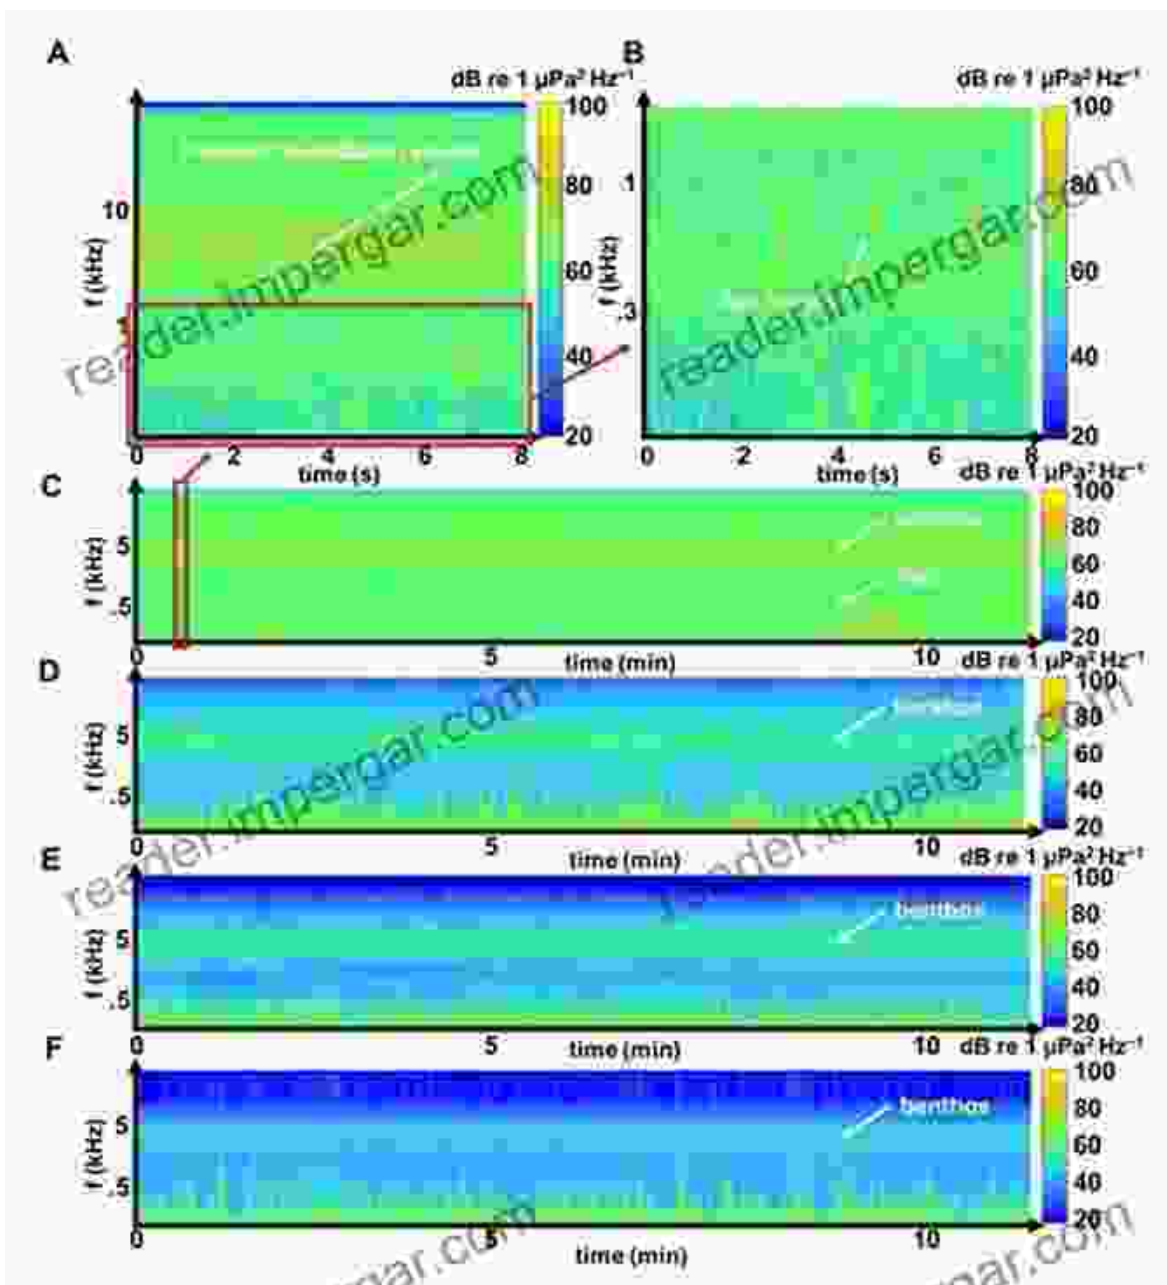 A
B
dB re 1 µPa² Hz⁻¹
dB re 1 µPa² Hz⁻¹
100
80
60
40
20
100
80
60
40
20
10
f (kHz)
.1
.3
f (kHz)
0 2 4 6 8
time (s)
0 2 4 6 8
time (s)
C
dB re 1 µPa² Hz⁻¹
5
.5
f (kHz)
100
80
60
40
20
0 5 10
time (min)
D
dB re 1 µPa² Hz⁻¹
5
.5
f (kHz)
100
80
60
40
20
0 5 10
time (min)
E
dB re 1 µPa² Hz⁻¹
benthos
5
.5
f (kHz)
100
80
60
40
20
0 5 10
time (min)
F
dB re 1 µPa² Hz⁻¹
benthos
5
.5
f (kHz)
100
80
60
40
20
0 5 10
time (min)
reader.impergar.com
reader.impergar.com
reader.impergar.com
reader.impergar.com